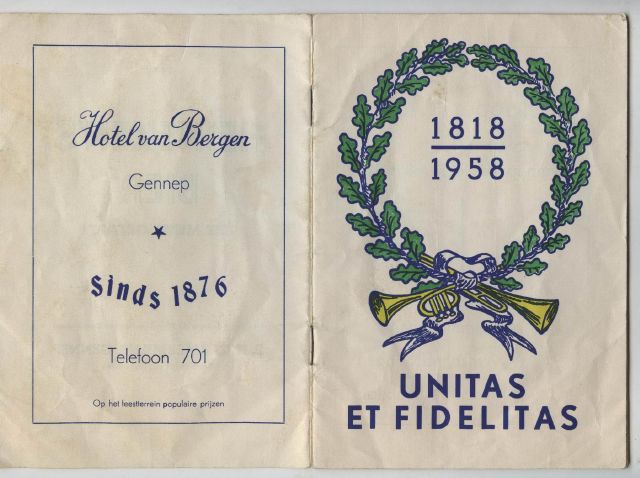 Hotel van Bergen
Gennep
Sinds 1876
Telefoon 701
Op het feestterrein populaire prijzen
1818
1958
UNITAS
ET FIDELITAS